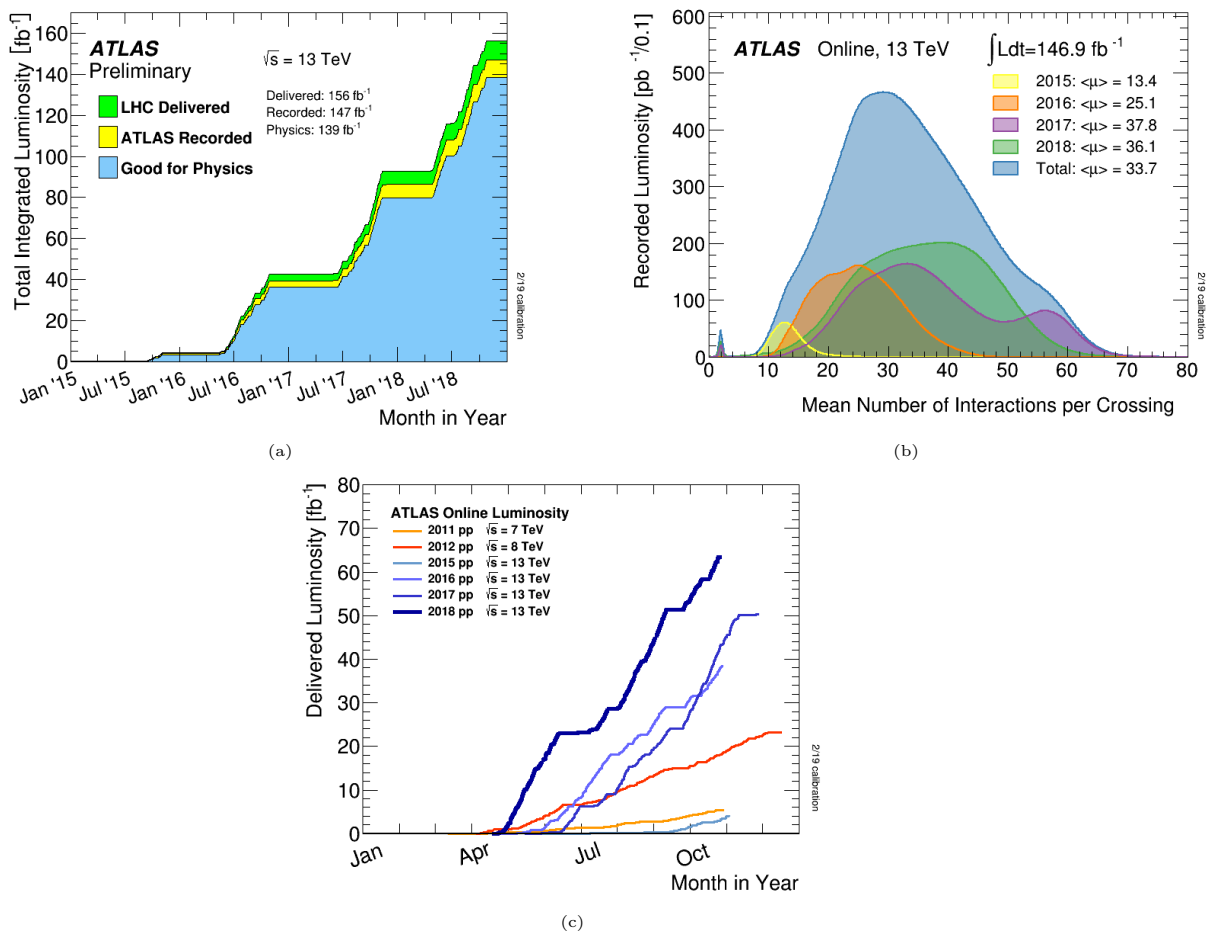 Total Integrated Luminosity [fb⁻¹]
160
140
120
100
80
60
40
20
0
ATLAS
Preliminary
√s = 13 TeV
Delivered: 156 fb⁻¹
Recorded: 147 fb⁻¹
Physics: 139 fb⁻¹
LHC Delivered
ATLAS Recorded
Good for Physics
2/19 calibration
Jan '15 Jul '15 Jan '16 Jul '16 Jan '17 Jul '17 Jan '18 Jul '18
Month in Year
(a)
Recorded Luminosity [pb⁻¹/0.1]
600
500
400
300
200
100
0
ATLAS Online, 13 TeV ∫Ldt=146.9 fb⁻¹
2015: <μ> = 13.4
2016: <μ> = 25.1
2017: <μ> = 37.8
2018: <μ> = 36.1
Total: <μ> = 33.7
2/19 calibration
0 10 20 30 40 50 60 70 80
Mean Number of Interactions per Crossing
(b)
Delivered Luminosity [fb⁻¹]
80
70
60
50
40
30
20
10
0
ATLAS Online Luminosity
2011 pp √s = 7 TeV
2012 pp √s = 8 TeV
2015 pp √s = 13 TeV
2016 pp √s = 13 TeV
2017 pp √s = 13 TeV
2018 pp √s = 13 TeV
2/19 calibration
Jan Apr Jul Oct
Month in Year
(c)